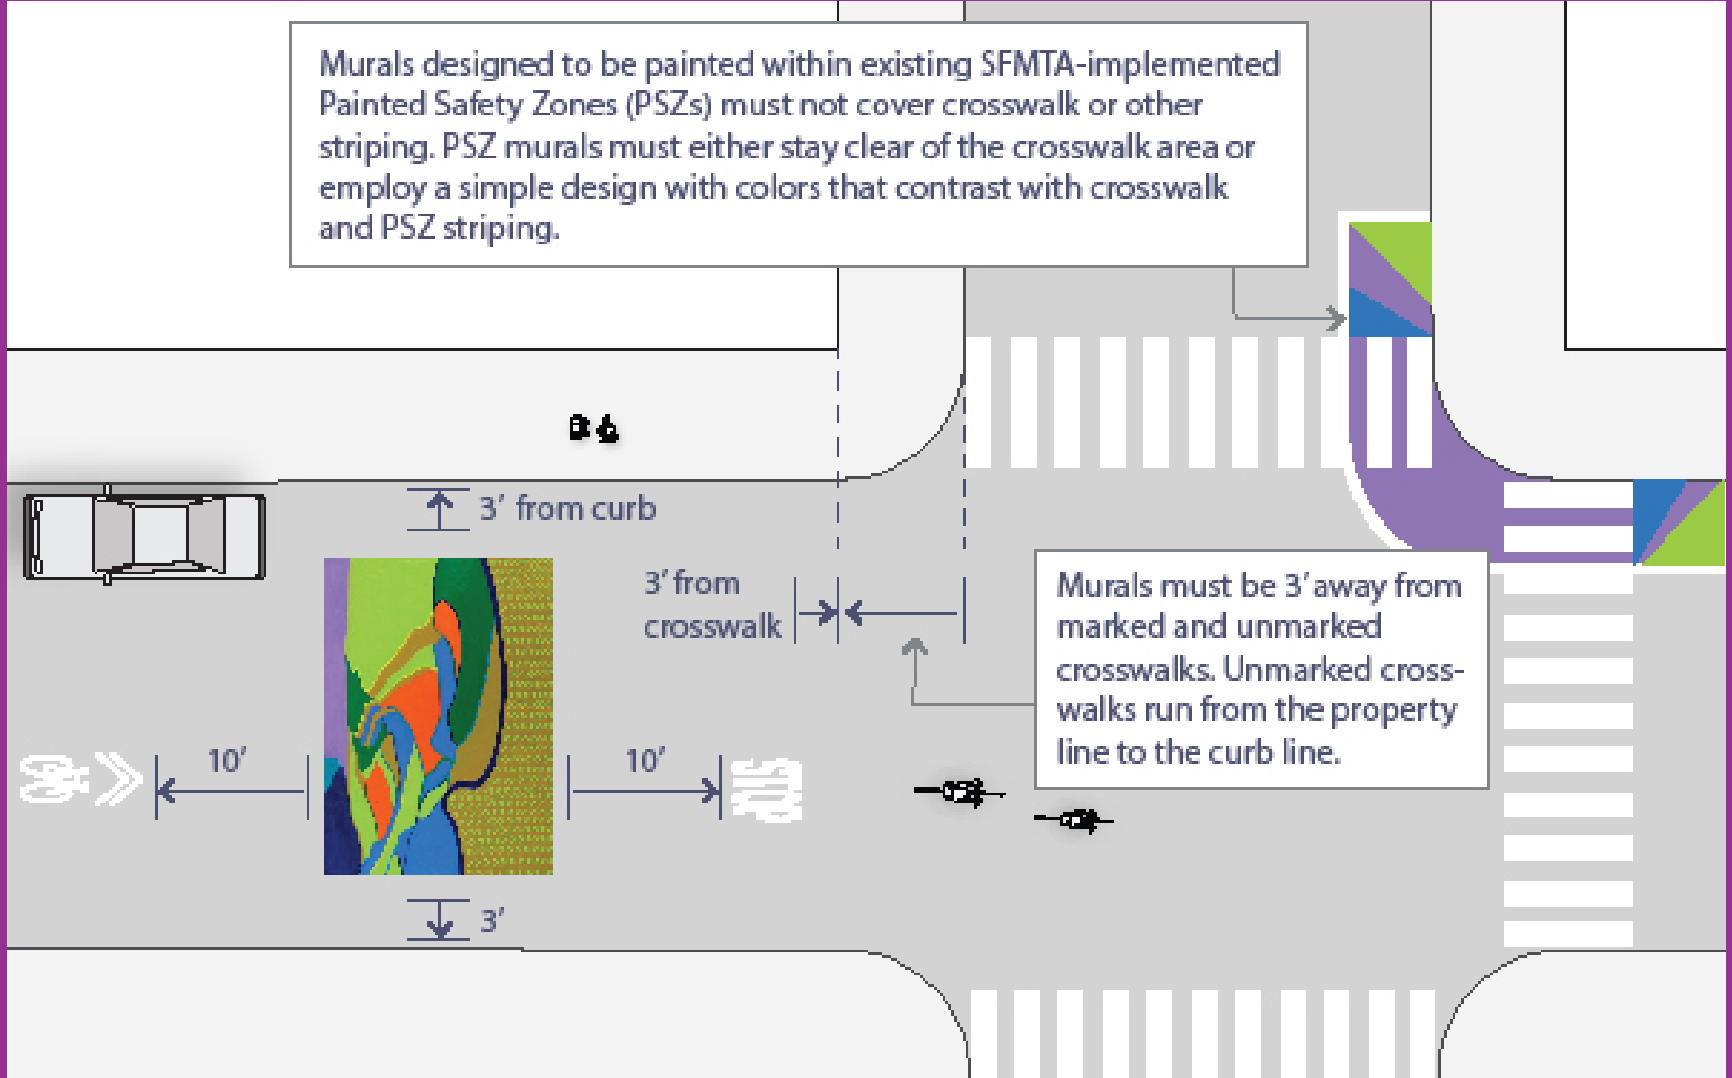 Murals designed to be painted within existing SFMTA-implemented
Painted Safety Zones (PSZs) must not cover crosswalk or other
striping. PSZ murals must either stay clear of the crosswalk area or
employ a simple design with colors that contrast with crosswalk
and PSZ striping.
3' from curb
3' from
crosswalk
Murals must be 3' away from
marked and unmarked
crosswalks. Unmarked cross-
walks run from the property
line to the curb line.
10'
10'
3'